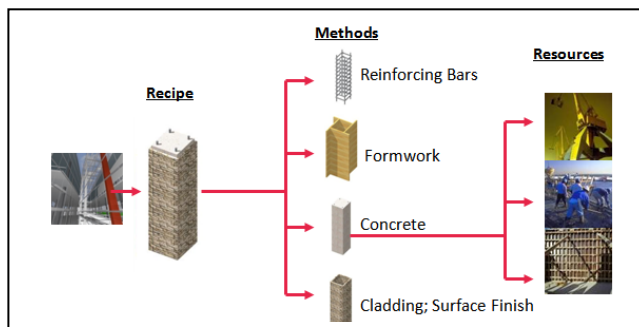 Methods
Resources
Recipe
Reinforcing Bars
Formwork
Concrete
Cladding; Surface Finish